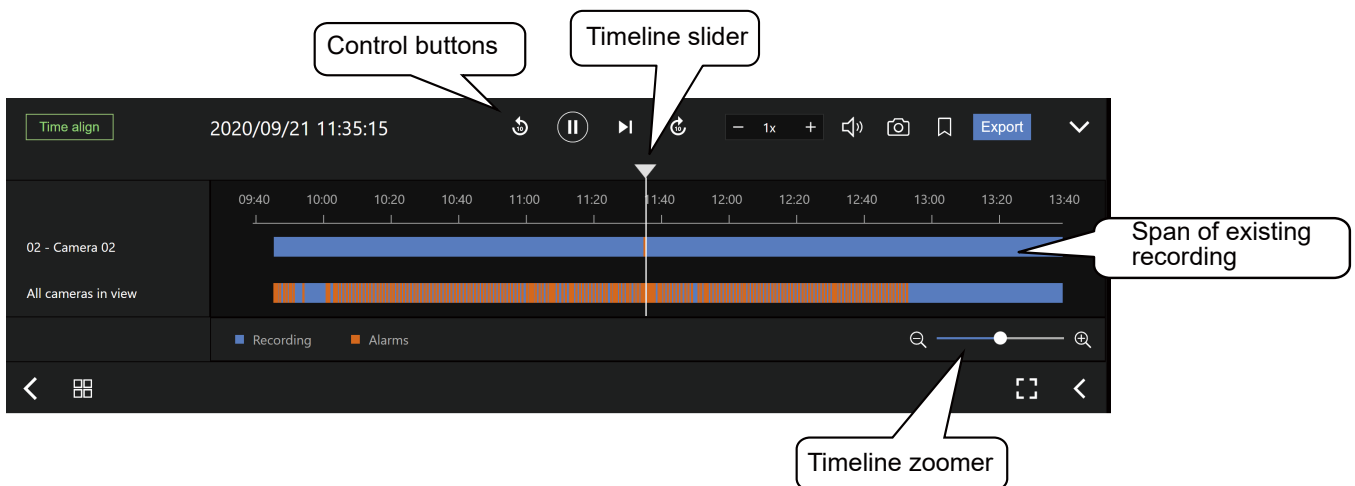 Control buttons
Timeline slider
Time align
2020/09/21 11:35:15
10
10
1x
Export
09:40 10:00 10:20 10:40 11:00 11:20 11:40 12:00 12:20 12:40 13:00 13:20 13:40
02 - Camera 02
Span of existing
recording
All cameras in view
Recording
Alarms
Timeline zoomer